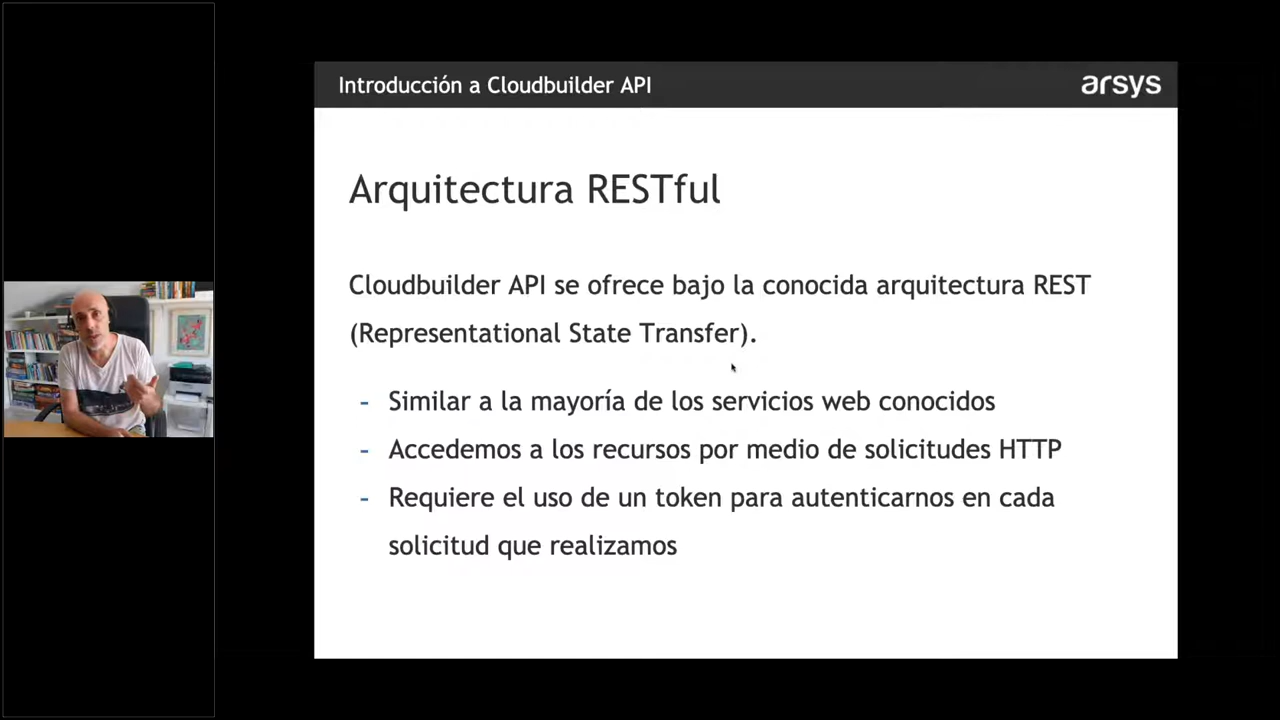 Introducción a Cloudbuilder API
arsys
Arquitectura RESTful
Cloudbuilder API se ofrece bajo la conocida arquitectura REST
(Representational State Transfer).
- Similar a la mayoría de los servicios web conocidos
- Accedemos a los recursos por medio de solicitudes HTTP
- Requiere el uso de un token para autenticarnos en cada
solicitud que realizamos